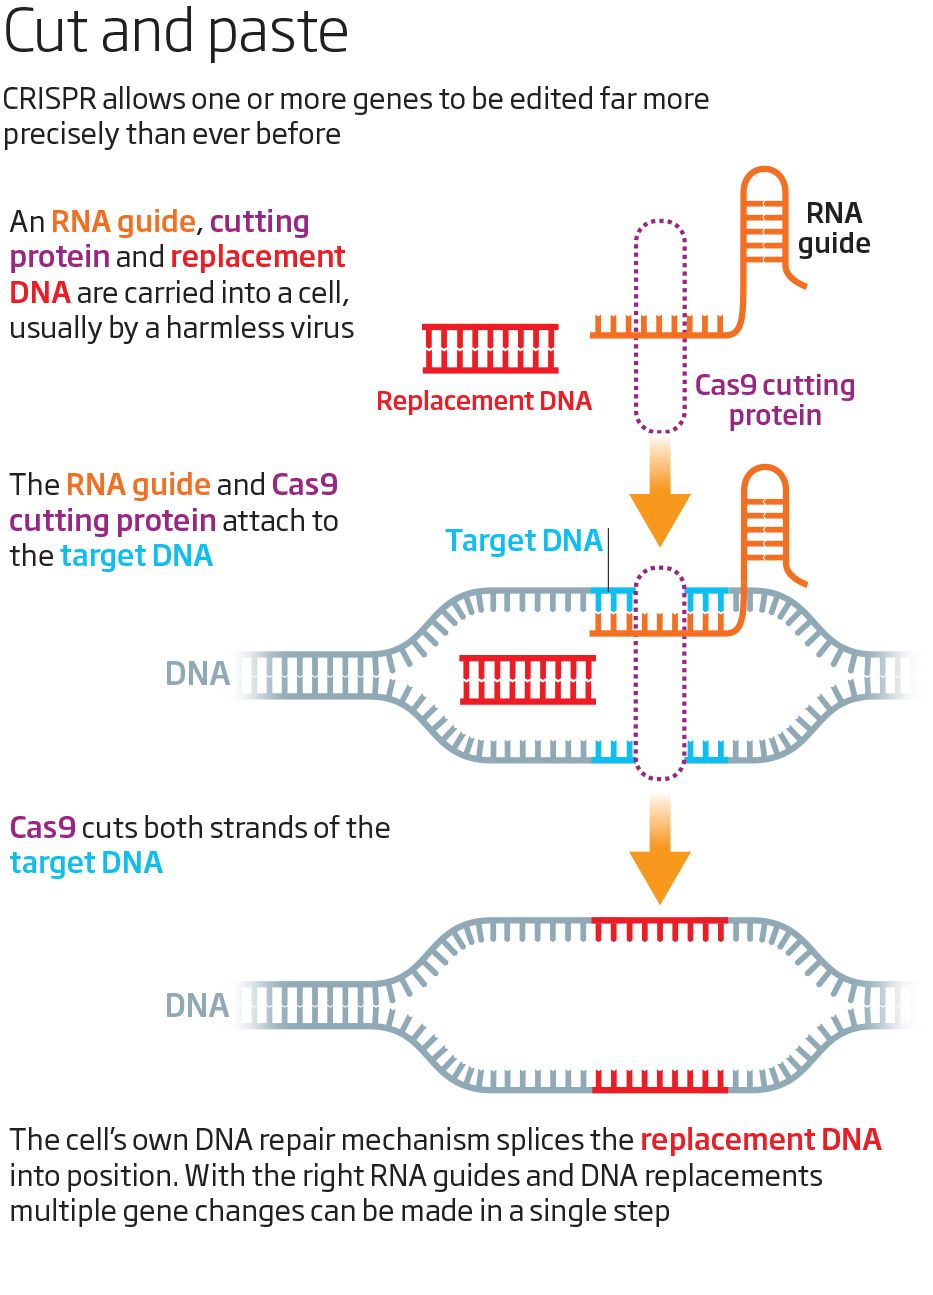 Cut and paste
CRISPR allows one or more genes to be edited far more
precisely than ever before
An RNA guide, cutting
protein and replacement
DNA are carried into a cell,
usually by a harmless virus
RNA
guide
Replacement DNA
Cas9 cutting
protein
The RNA guide and Cas9
cutting protein attach to
the target DNA
Target DNA
DNA
Cas9 cuts both strands of the
target DNA
DNA
The cell's own DNA repair mechanism splices the replacement DNA
into position. With the right RNA guides and DNA replacements
multiple gene changes can be made in a single step